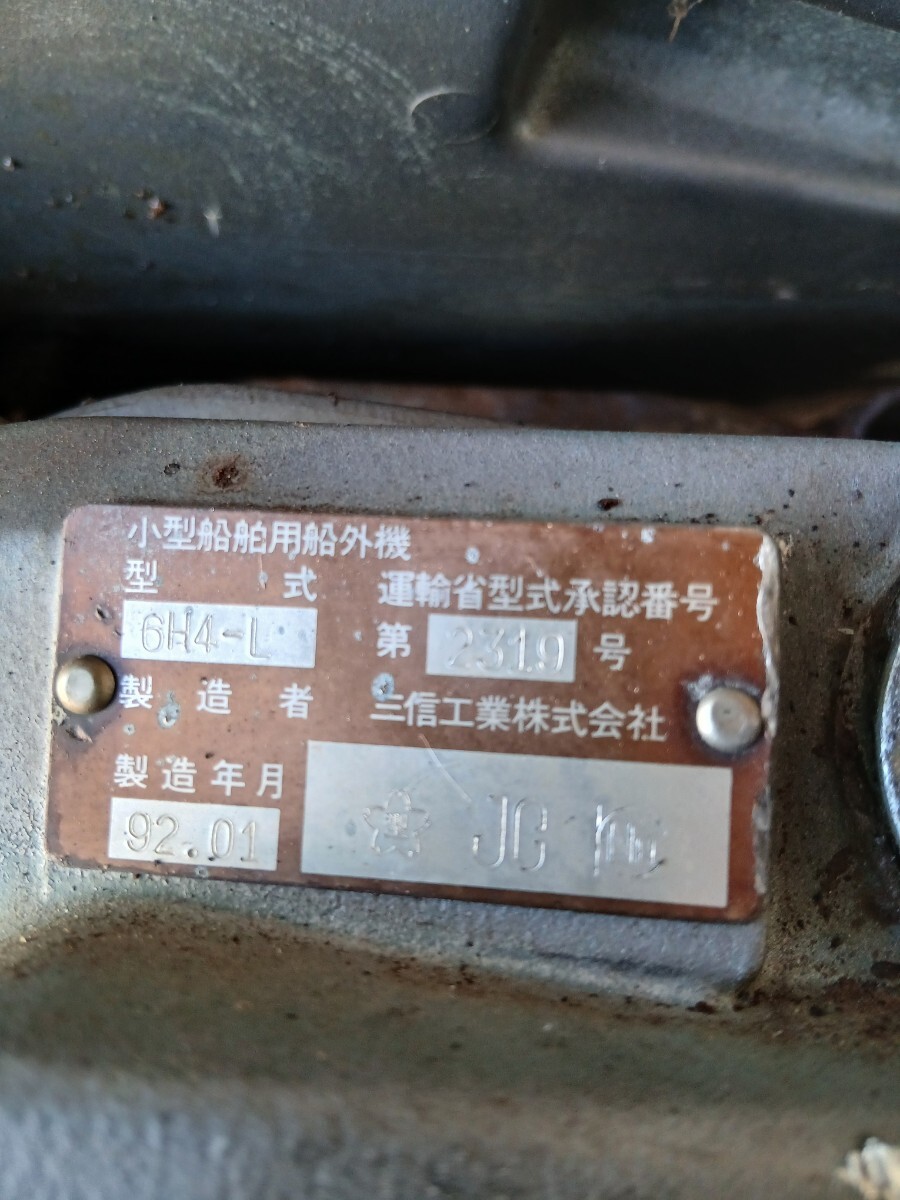 小型船舶用船外機
型式 運輸省型式承認番号
6H4-L 第 2319 号
製造者 三信工業株式会社
製造年月
92.01 JG